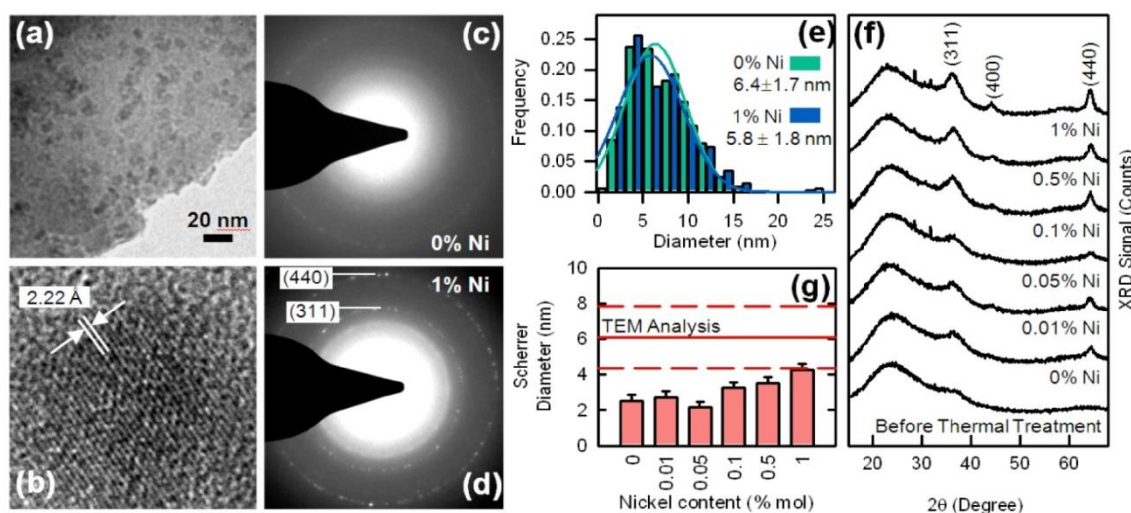 (a)
20 nm
(b)
2.22 Å
(c)
0% Ni
(d)
1% Ni
(440)
(311)
(e)
Frequency
0.25
0.20
0.15
0.10
0.05
0.00
0% Ni
6.4±1.7 nm
1% Ni
5.8 ± 1.8 nm
0 5 10 15 20 25
Diameter (nm)
(g)
Scherrer
Diameter (nm)
10
8
6
4
2
0
TEM Analysis
0 0.01 0.05 0.1 0.5 1
Nickel content (% mol)
(f)
(311)
(400)
(440)
1% Ni
0.5% Ni
0.1% Ni
0.05% Ni
0.01% Ni
0% Ni
Before Thermal Treatment
20 30 40 50 60
2θ (Degree)
XRD Signal (Counts)